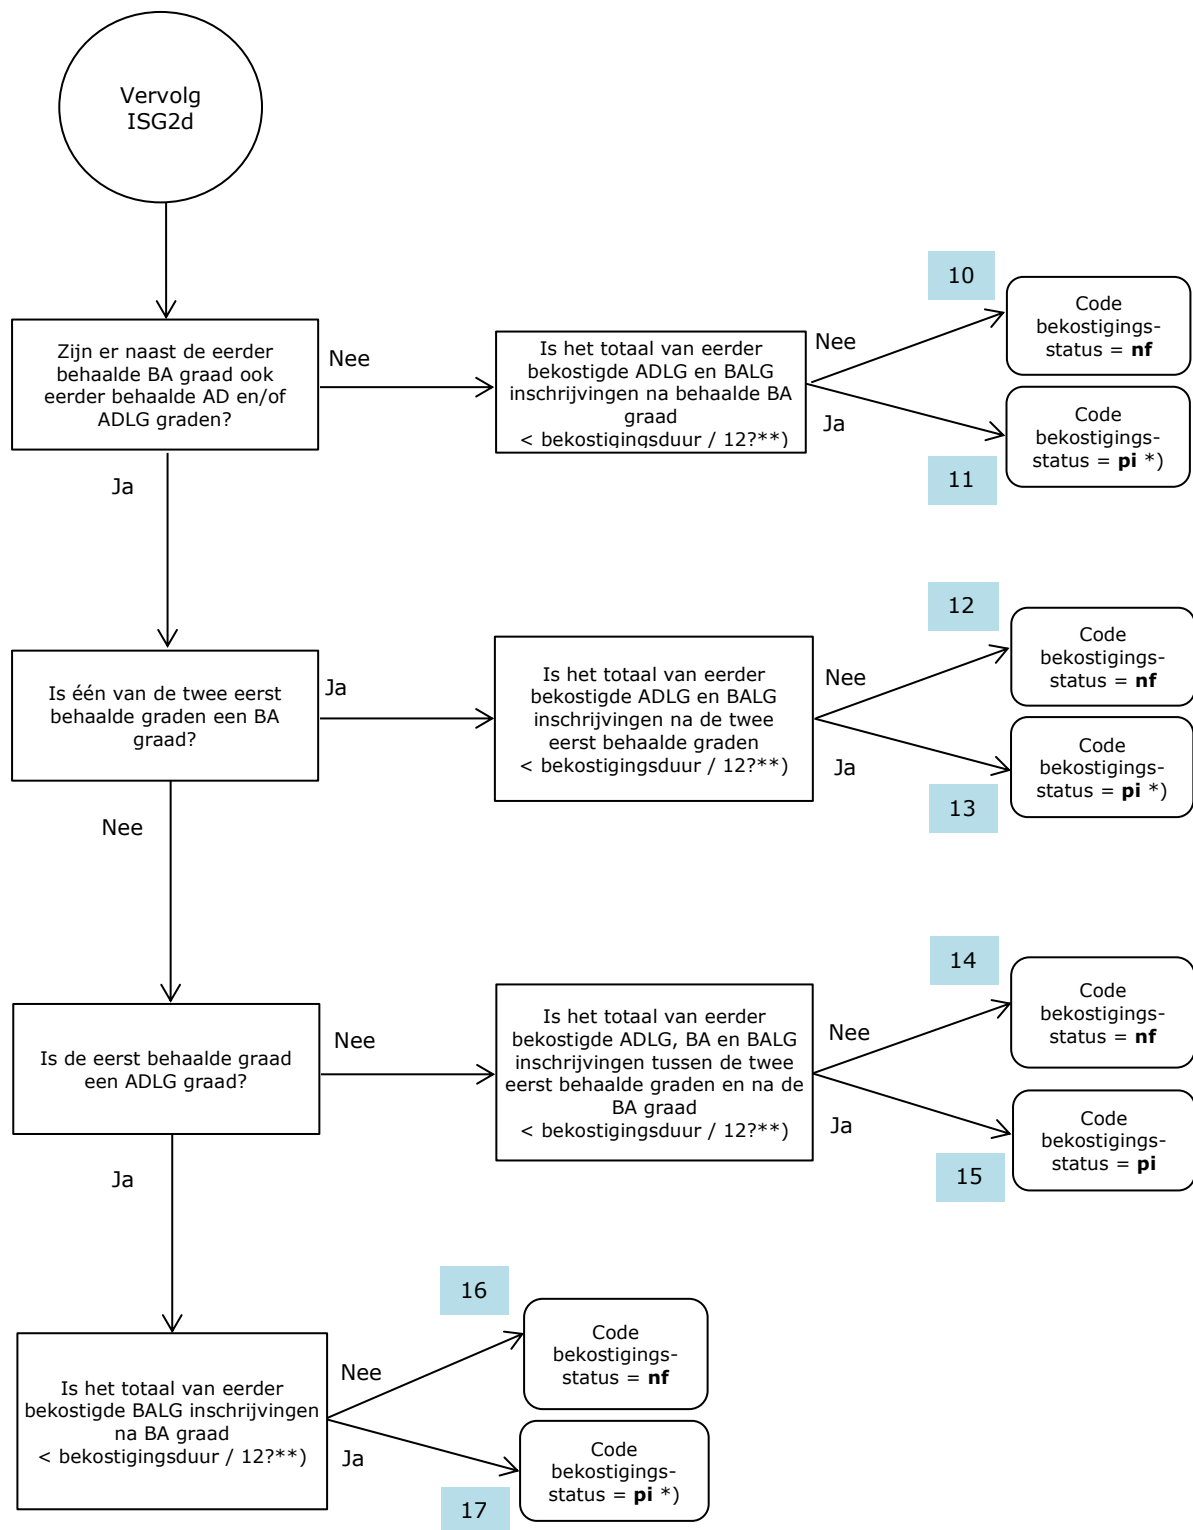 Vervolg
ISG2d
Zijn er naast de eerder
behaalde BA graad ook
eerder behaalde AD en/of
ADLG graden?
Nee
Is het totaal van eerder
bekostigde ADLG en BALG
inschrijvingen na behaalde BA
graad
< bekostigingsduur / 12?**)
Nee
10
Code
bekostigings-
status = nf
Ja
11
Code
bekostigings-
status = pi *)
Ja
Is één van de twee eerst
behaalde graden een BA
graad?
Ja
Is het totaal van eerder
bekostigde ADLG en BALG
inschrijvingen na de twee
eerst behaalde graden
< bekostigingsduur / 12?**)
Nee
12
Code
bekostigings-
status = nf
Ja
13
Code
bekostigings-
status = pi *)
Nee
Is de eerst behaalde graad
een ADLG graad?
Nee
Is het totaal van eerder
bekostigde ADLG, BA en BALG
inschrijvingen tussen de twee
eerst behaalde graden en na de
BA graad
< bekostigingsduur / 12?**)
Nee
14
Code
bekostigings-
status = nf
Ja
15
Code
bekostigings-
status = pi
Ja
Is het totaal van eerder
bekostigde BALG inschrijvingen
na BA graad
< bekostigingsduur / 12?**)
Nee
16
Code
bekostigings-
status = nf
Ja
17
Code
bekostigings-
status = pi *)